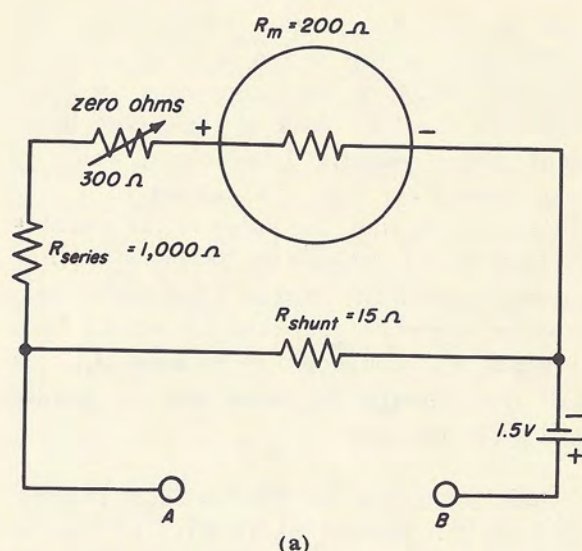 R_m = 200 Ω
zero ohms
+ −
300 Ω
R_series = 1,000 Ω
R_shunt = 15 Ω
−
1.5V
+
A B
(a)